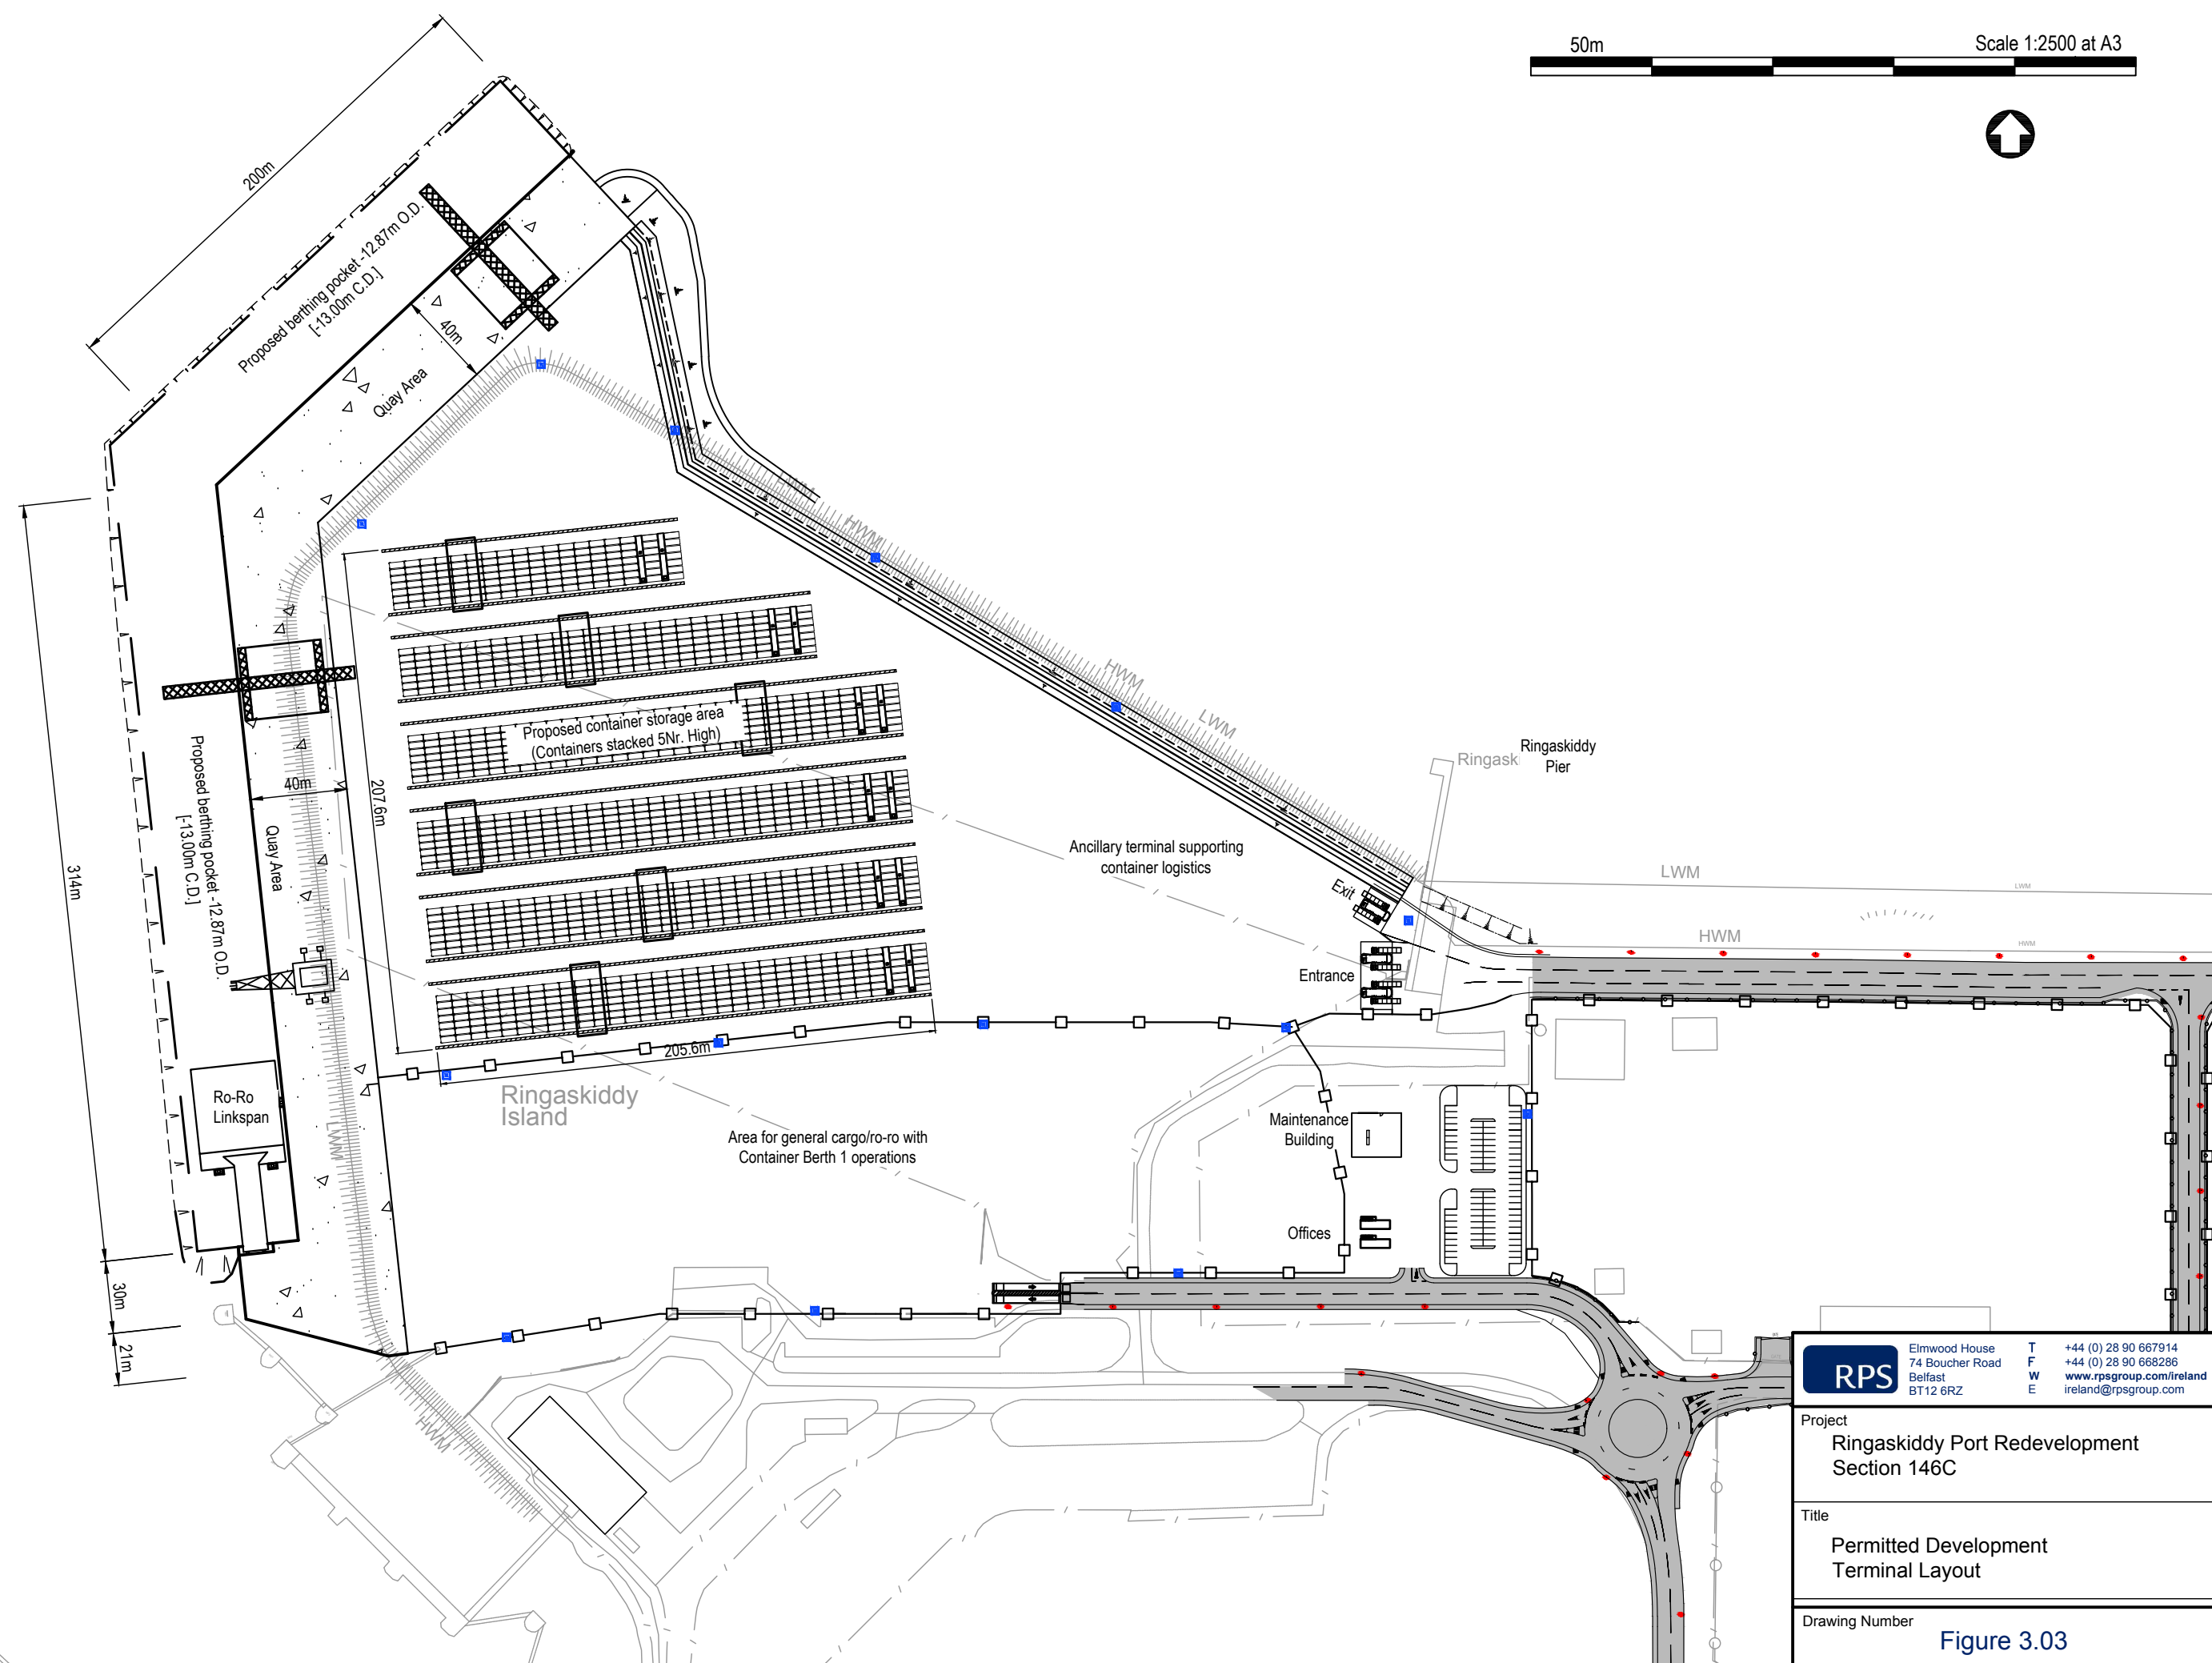 50m
Scale 1:2500 at A3
200m
Proposed berthing pocket -12.87m O.D.
[-13.00m C.D.]
40m
Quay Area
HWM
HWM
LWM
Proposed container storage area
(Containers stacked 5Nr. High)
Ringask
Ringaskiddy
Pier
207.6m
40m
Quay Area
Proposed berthing pocket -12.87m O.D.
[-13.00m C.D.]
314m
Ancillary terminal supporting
container logistics
Exit
Entrance
LWM
LWM
HWM
HWM
205.6m
Ringaskiddy
Island
Ro-Ro
Linkspan
LWM
Area for general cargo/ro-ro with
Container Berth 1 operations
Maintenance
Building
Offices
30m
21m
HWM
RPS
Elmwood House
74 Boucher Road
Belfast
BT12 6RZ
T +44 (0) 28 90 667914
F +44 (0) 28 90 668286
W www.rpsgroup.com/ireland
E ireland@rpsgroup.com
Project
Ringaskiddy Port Redevelopment
Section 146C
Title
Permitted Development
Terminal Layout
Drawing Number
Figure 3.03